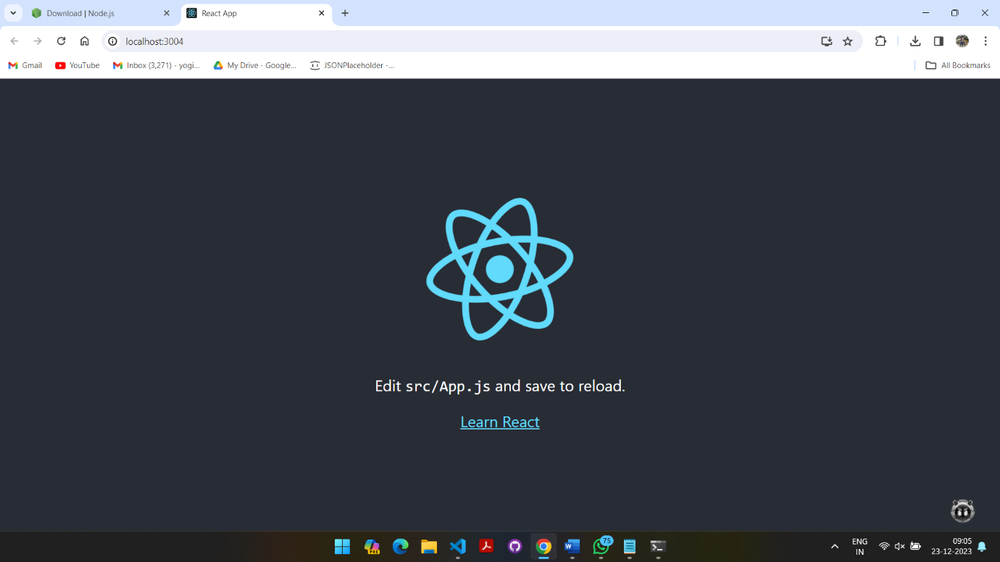 Download | Node.js
React App
localhost:3004
Gmail
YouTube
Inbox (3,271) - yogi...
My Drive - Google...
JSONPlaceholder -...
All Bookmarks
Edit src/App.js and save to reload.
Learn React
PRE
75
ENG
IN
09:05
23-12-2023